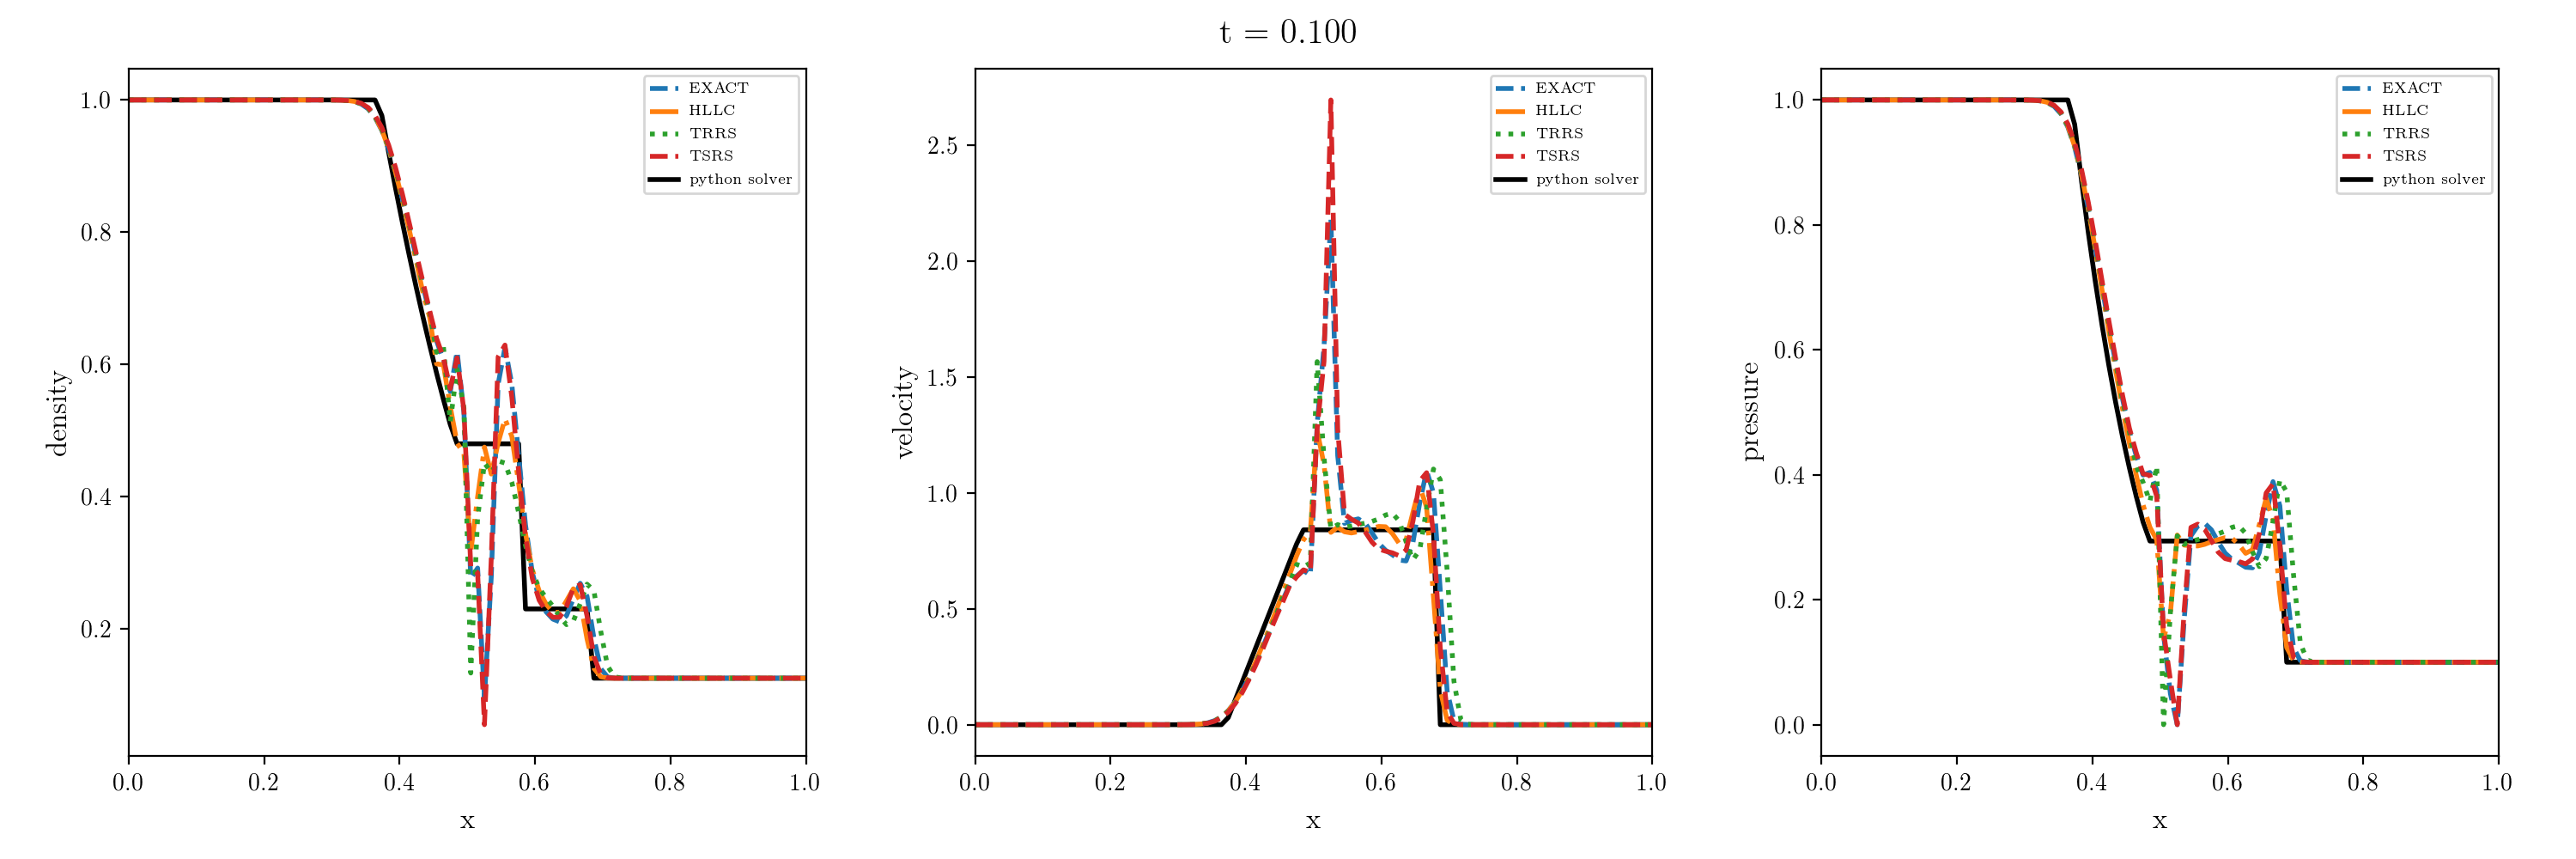 t = 0.100
density
1.0
0.8
0.6
0.4
0.2
EXACT
HLLC
TRRS
TSRS
python solver
0.0 0.2 0.4 0.6 0.8 1.0
x
velocity
2.5
2.0
1.5
1.0
0.5
0.0
EXACT
HLLC
TRRS
TSRS
python solver
0.0 0.2 0.4 0.6 0.8 1.0
x
pressure
1.0
0.8
0.6
0.4
0.2
0.0
EXACT
HLLC
TRRS
TSRS
python solver
0.0 0.2 0.4 0.6 0.8 1.0
x